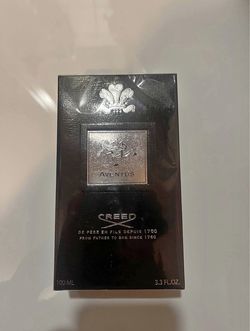 AVENTUS
CREED
DE PÈRE EN FILS DEPUIS 1760
FROM FATHER TO SON SINCE 1760
100 ML 3.3 FL.OZ.